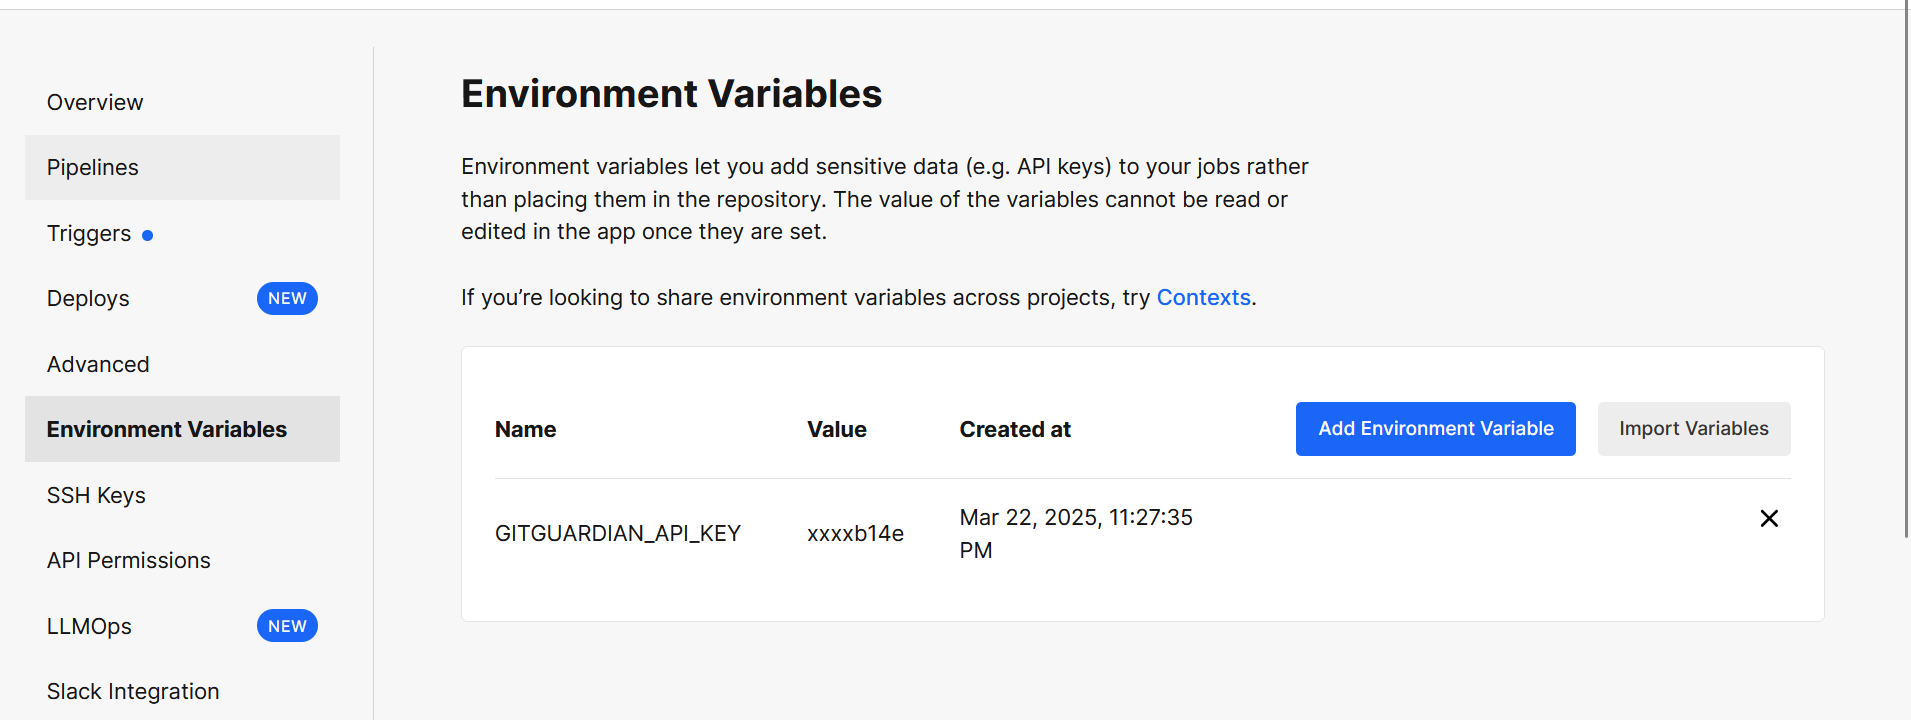 Overview
Pipelines
Triggers
Deploys
NEW
Advanced
Environment Variables
SSH Keys
API Permissions
LLMOps
NEW
Slack Integration
Environment Variables
Environment variables let you add sensitive data (e.g. API keys) to your jobs rather
than placing them in the repository. The value of the variables cannot be read or
edited in the app once they are set.
If you’re looking to share environment variables across projects, try Contexts.
Name
Value
Created at
Add Environment Variable
Import Variables
GITGUARDIAN_API_KEY
xxxxb14e
Mar 22, 2025, 11:27:35
PM